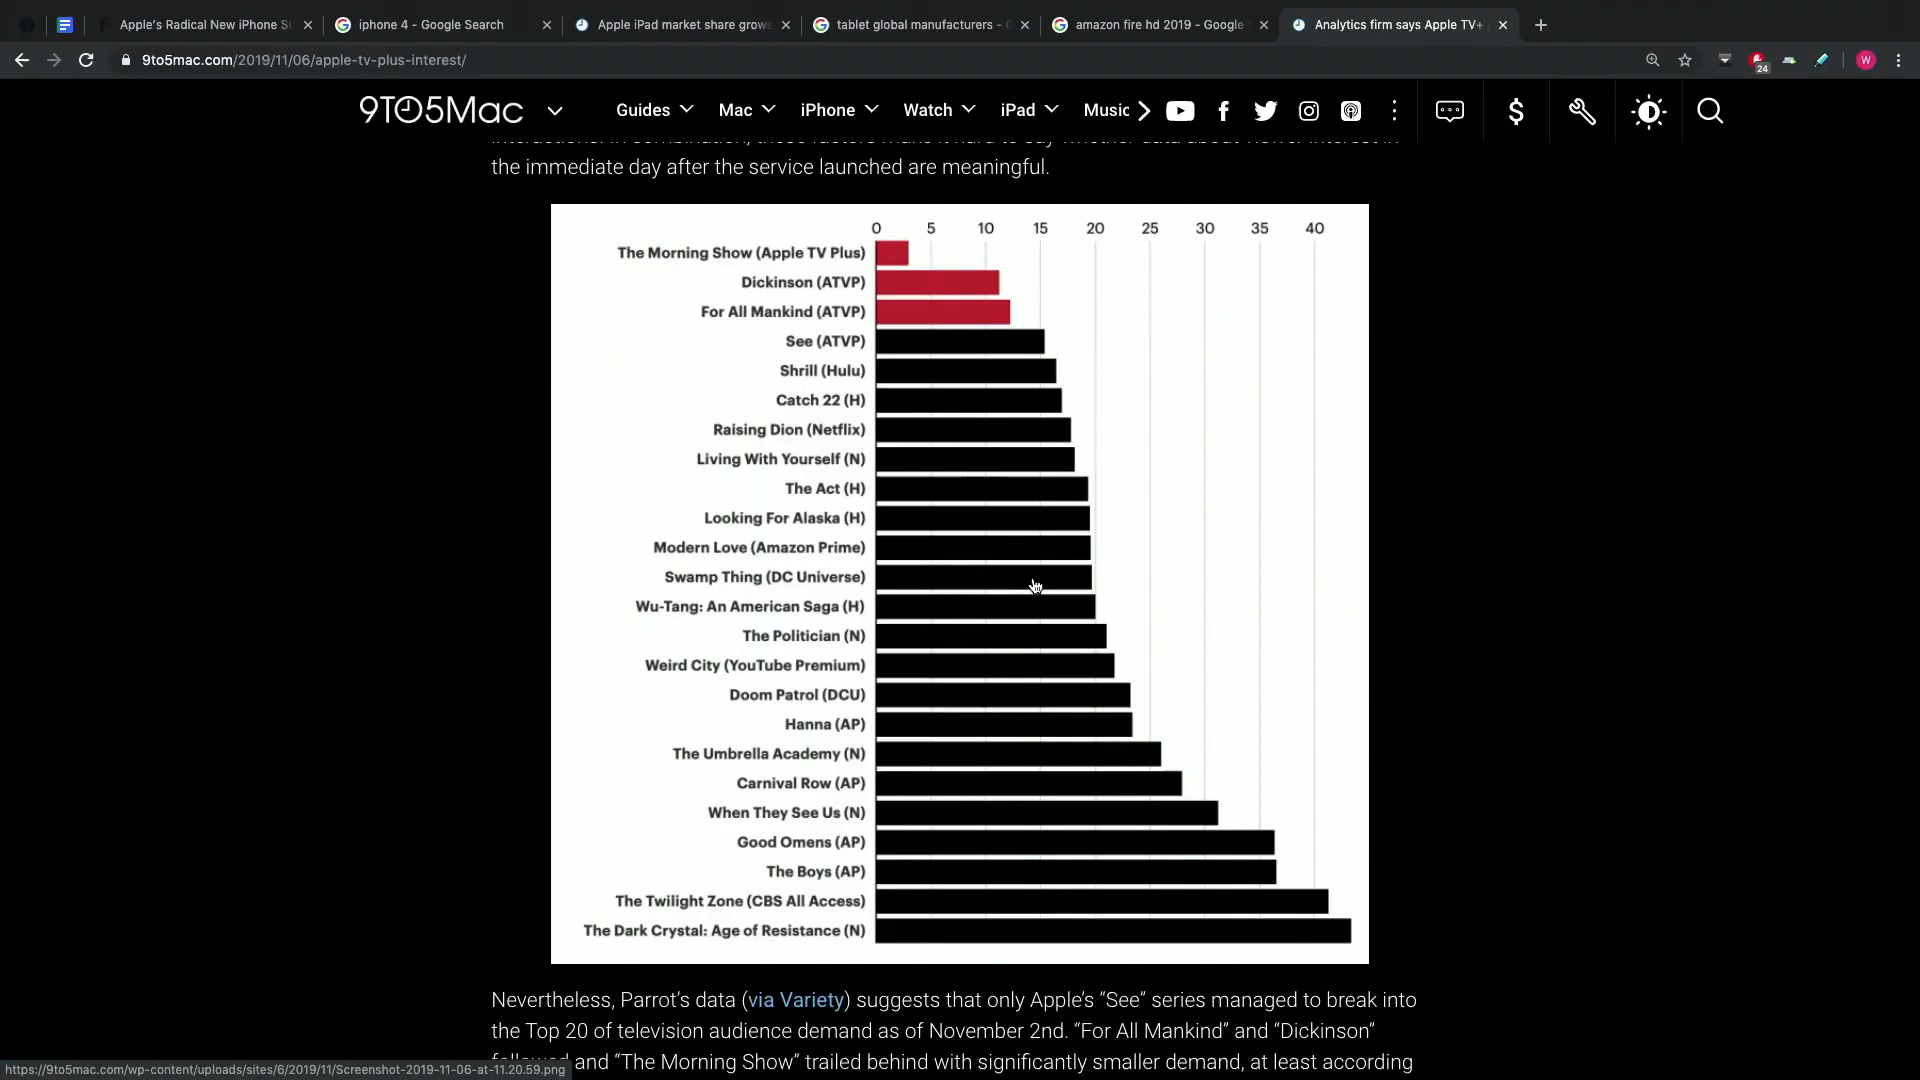 Apple's Radical New iPhone Su
iphone 4 - Google Search
Apple iPad market share grows
tablet global manufacturers - G
amazon fire hd 2019 - Google
Analytics firm says Apple TV+
9to5mac.com/2019/11/06/apple-tv-plus-interest/
24
W
9TO5Mac
Guides
Mac
iPhone
Watch
iPad
Music
$
the immediate day after the service launched are meaningful.
0 5 10 15 20 25 30 35 40
The Morning Show (Apple TV Plus)
Dickinson (ATVP)
For All Mankind (ATVP)
See (ATVP)
Shrill (Hulu)
Catch 22 (H)
Raising Dion (Netflix)
Living With Yourself (N)
The Act (H)
Looking For Alaska (H)
Modern Love (Amazon Prime)
Swamp Thing (DC Universe)
Wu-Tang: An American Saga (H)
The Politician (N)
Weird City (YouTube Premium)
Doom Patrol (DCU)
Hanna (AP)
The Umbrella Academy (N)
Carnival Row (AP)
When They See Us (N)
Good Omens (AP)
The Boys (AP)
The Twilight Zone (CBS All Access)
The Dark Crystal: Age of Resistance (N)
Nevertheless, Parrot's data (via Variety) suggests that only Apple's “See” series managed to break into
the Top 20 of television audience demand as of November 2nd. “For All Mankind” and “Dickinson”
and “The Morning Show” trailed behind with significantly smaller demand, at least according
https://9to5mac.com/wp-content/uploads/sites/6/2019/11/Screenshot-2019-11-06-at-11.20.59.png